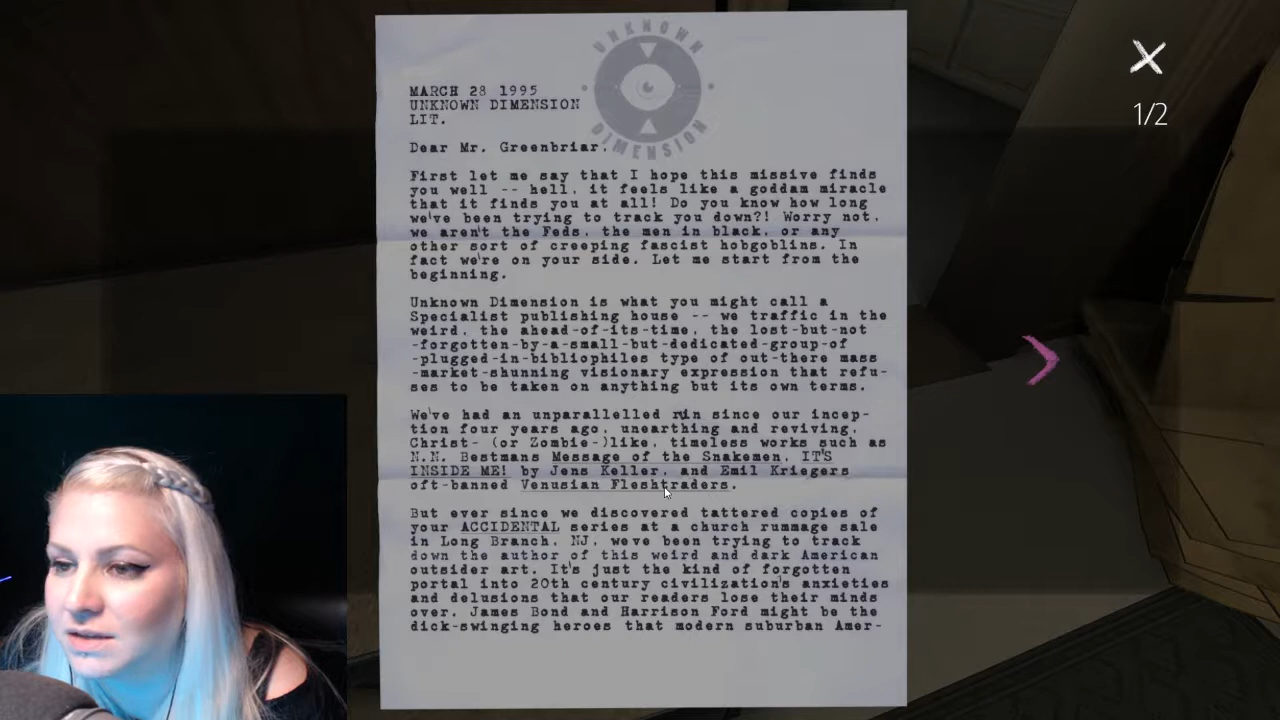 UNKNOWN
DIMENSION
1/2
MARCH 28 1995
UNKNOWN DIMENSION
LIT.
Dear Mr. Greenbriar.
First let me say that I hope this missive finds
you well -- hell, it feels like a goddam miracle
that it finds you at all! Do you know how long
we've been trying to track you down?! Worry not,
we aren't the Feds, the men in black, or any
other sort of creeping fascist hobgoblins. In
fact we're on your side. Let me start from the
beginning.
Unknown Dimension is what you might call a
Specialist publishing house -- we traffic in the
weird, the ahead-of-its-time, the lost-but-not
-forgotten-by-a-small-but-dedicated-group-of
-plugged-in-bibliophiles type of out-there mass
-market-shunning visionary expression that refu-
ses to be taken on anything but its own terms.
We've had an unparallelled run since our incep-
tion four years ago, unearthing and reviving,
Christ- (or Zombie-)like, timeless works such as
N.N. Bestmans Message of the Snakemen, IT'S
INSIDE ME! by Jens Keller, and Emil Kriegers
oft-banned Venusian Fleshtraders.
But ever since we discovered tattered copies of
your ACCIDENTAL series at a church rummage sale
in Long Branch, NJ, we've been trying to track
down the author of this weird and dark American
outsider art. It's just the kind of forgotten
portal into 20th century civilization's anxieties
and delusions that our readers lose their minds
over. James Bond and Harrison Ford might be the
dick-swinging heroes that modern suburban Amer-